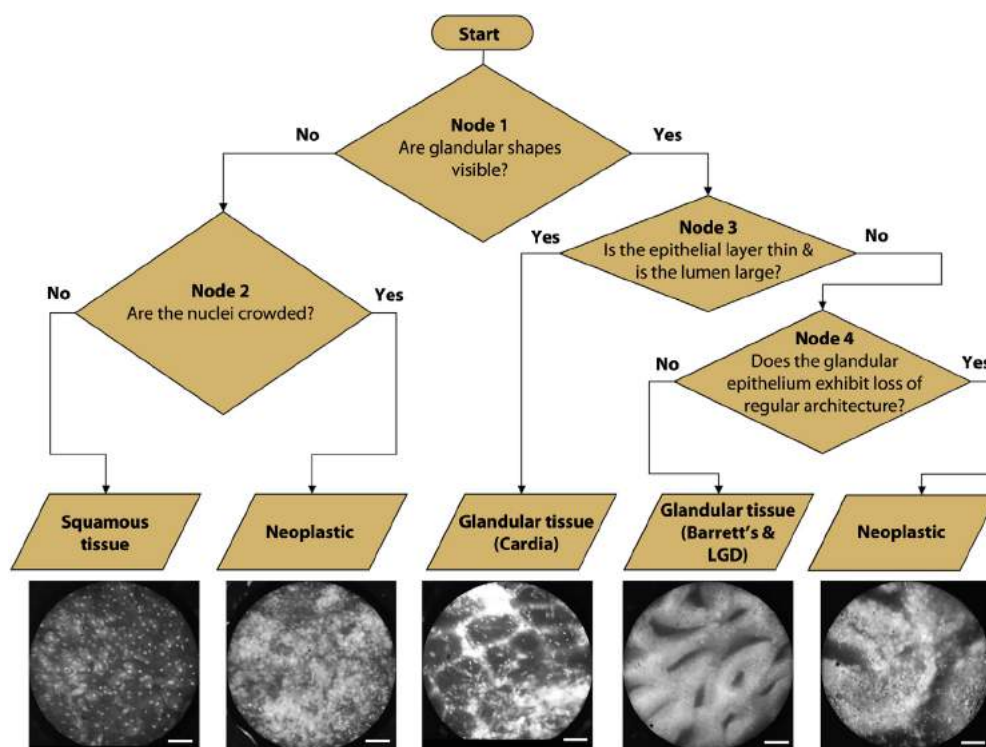 Start
Node 1
Are glandular shapes
visible?
No
Yes
Node 2
Are the nuclei crowded?
No
Yes
Node 3
Is the epithelial layer thin &
is the lumen large?
Yes
No
Node 4
Does the glandular
epithelium exhibit loss of
regular architecture?
No
Yes
Squamous
tissue
Neoplastic
Glandular tissue
(Cardia)
Glandular tissue
(Barrett's &
LGD)
Neoplastic